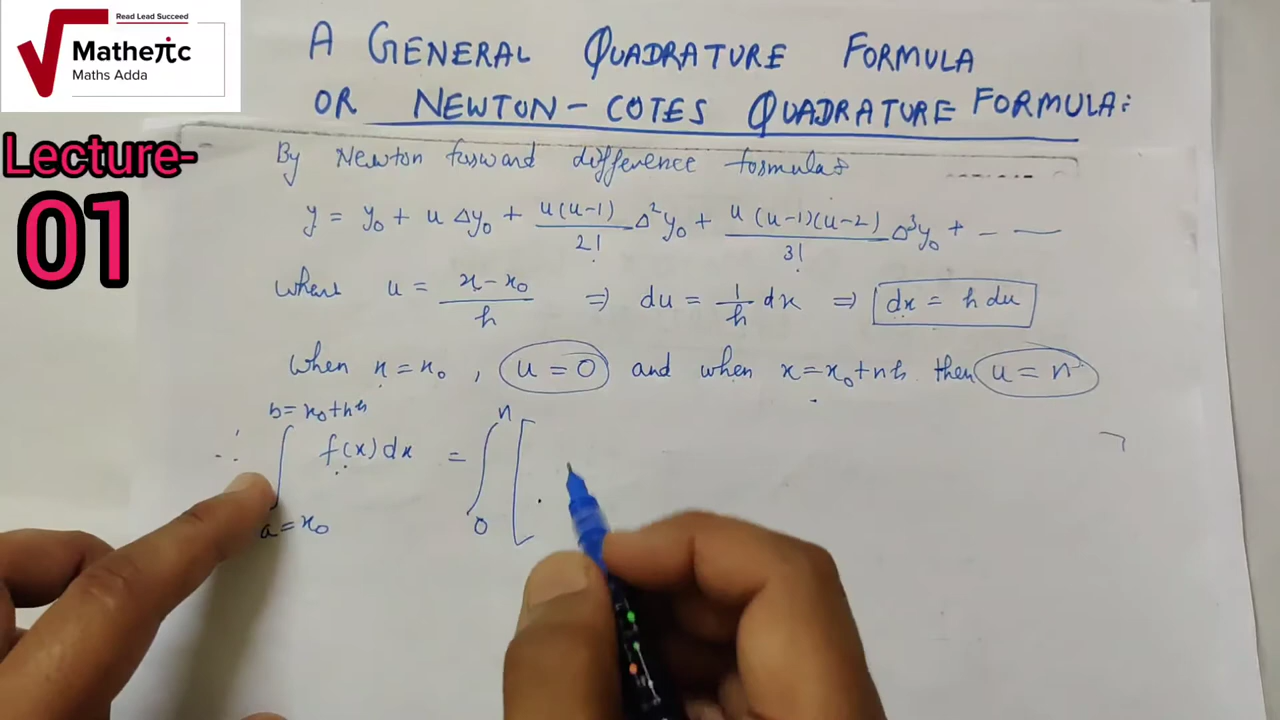 Read Lead Succeed
Matheπc
Maths Adda
Lecture-
01
A GENERAL QUADRATURE FORMULA
OR NEWTON-COTES QUADRATURE FORMULA:
By Newton forward difference formula:
y = y₀ + u Δy₀ + u(u-1)/2! Δ²y₀ + u(u-1)(u-2)/3! Δ³y₀ + - —
where u = x-x₀/h ⇒ du = 1/h dx ⇒ dx = h du
when x = x₀, u = 0 and when x = x₀+nh then u = n
∴ ∫_{a=x₀}^{b=x₀+nh} f(x) dx = ∫_0^n [